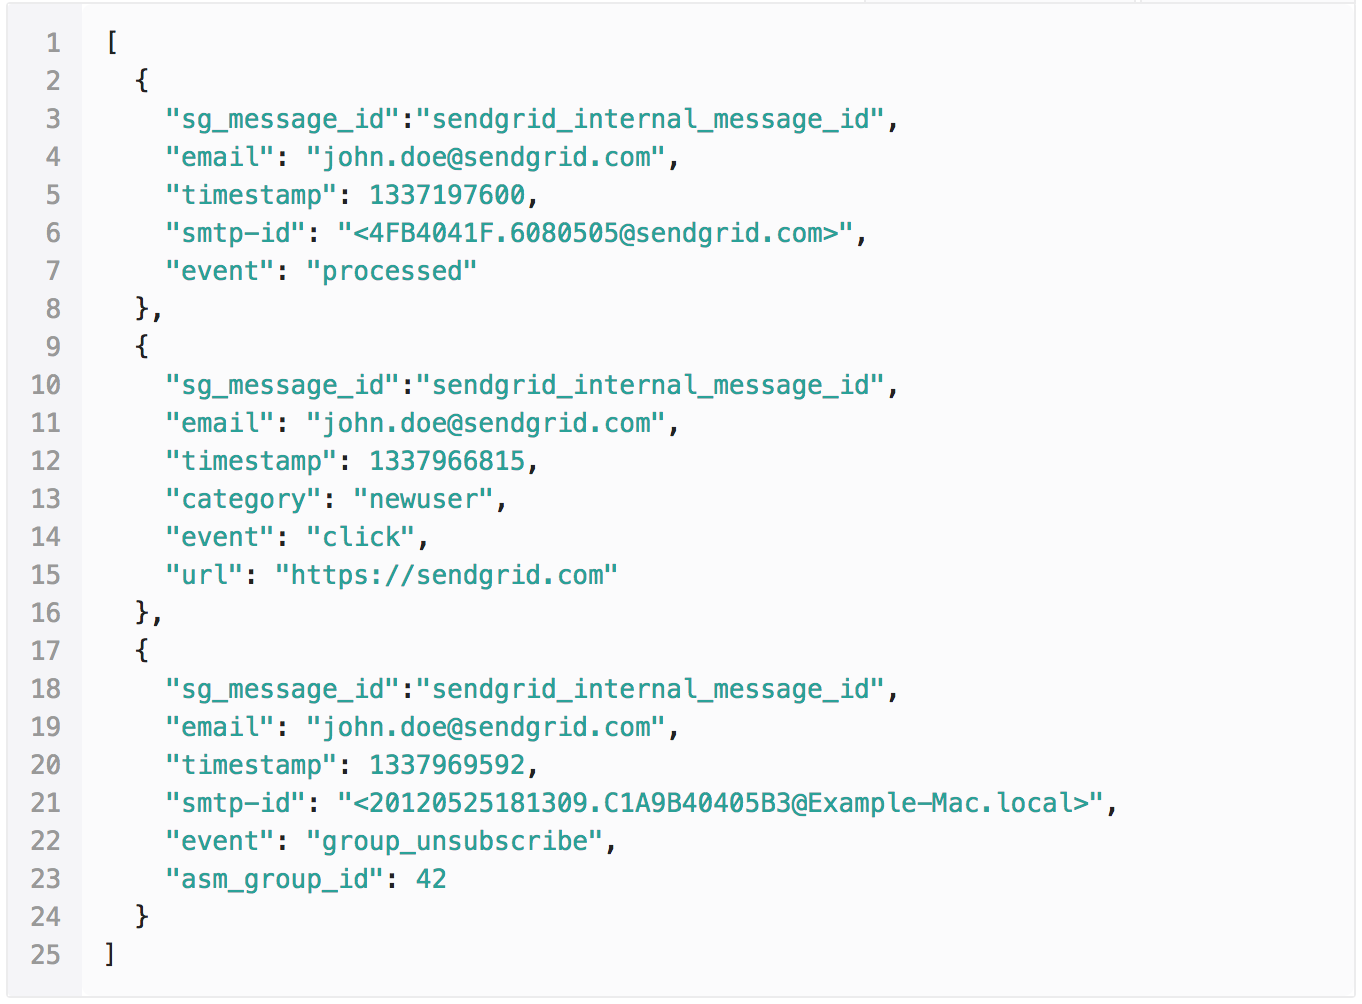 1 [
2 {
3 "sg_message_id":"sendgrid_internal_message_id",
4 "email": "john.doe@sendgrid.com",
5 "timestamp": 1337197600,
6 "smtp-id": "<4FB4041F.6080505@sendgrid.com>",
7 "event": "processed"
8 },
9 {
10 "sg_message_id":"sendgrid_internal_message_id",
11 "email": "john.doe@sendgrid.com",
12 "timestamp": 1337966815,
13 "category": "newuser",
14 "event": "click",
15 "url": "https://sendgrid.com"
16 },
17 {
18 "sg_message_id":"sendgrid_internal_message_id",
19 "email": "john.doe@sendgrid.com",
20 "timestamp": 1337969592,
21 "smtp-id": "<20120525181309.C1A9B40405B3@Example-Mac.local>",
22 "event": "group_unsubscribe",
23 "asm_group_id": 42
24 }
25 ]